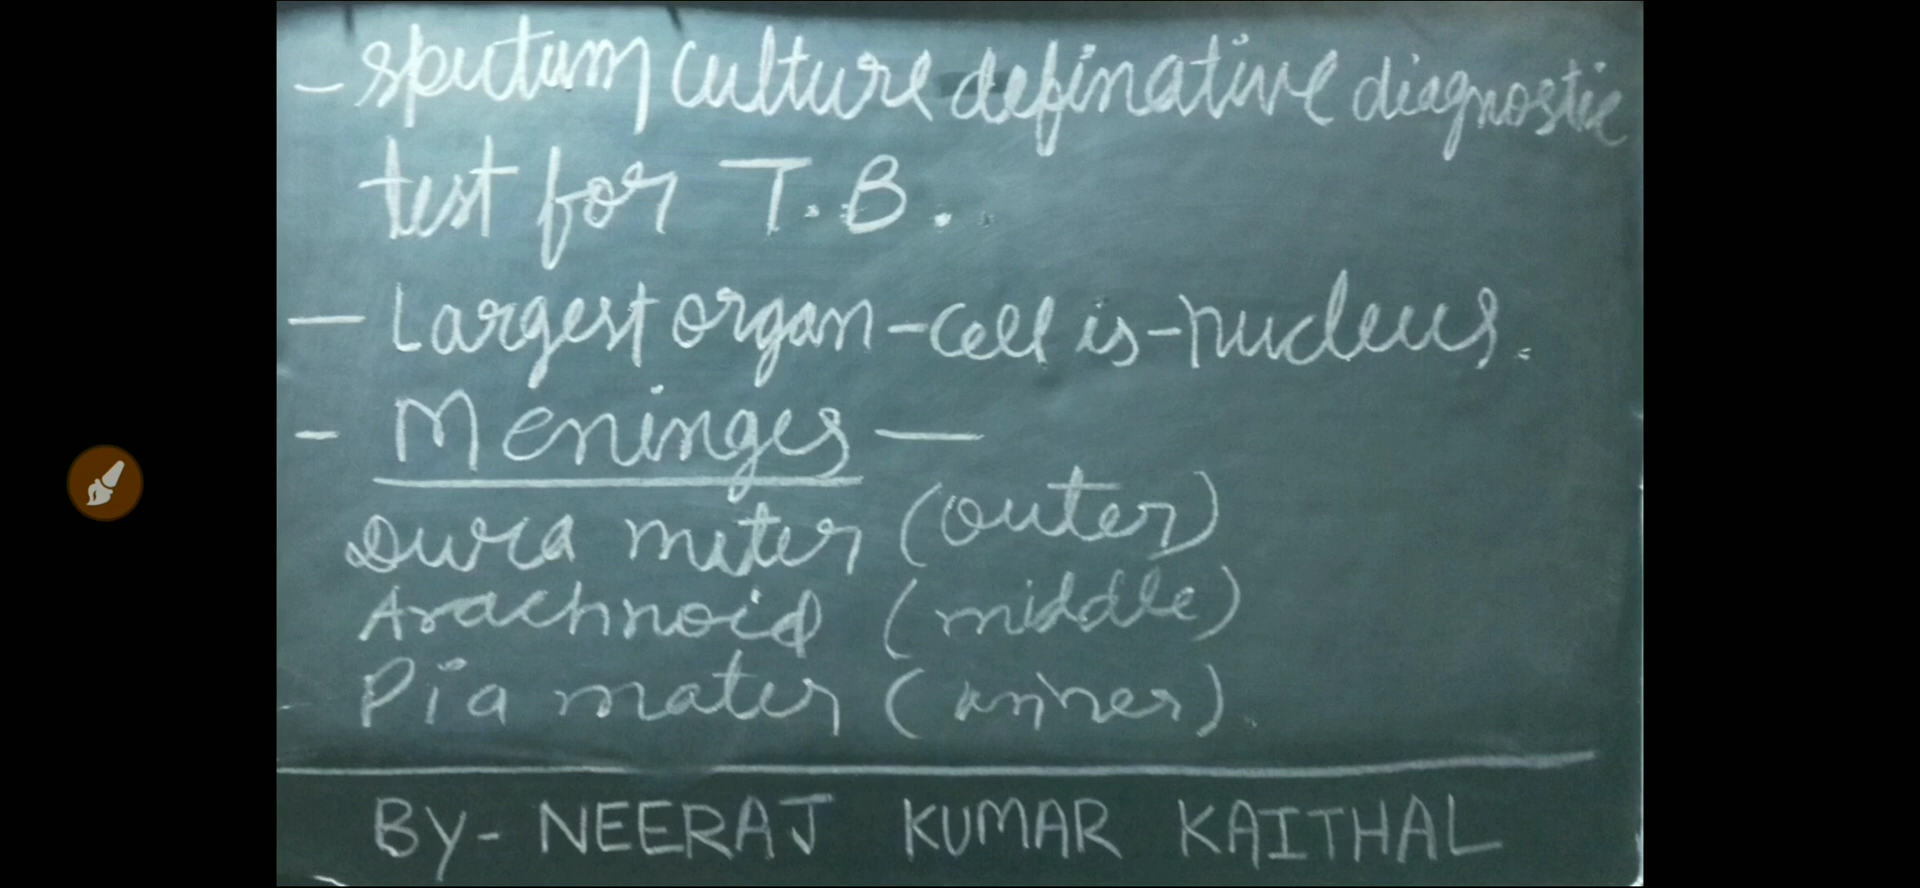 - sputum culture definative diagnostic
test for T.B.
- Largest organ - cell is - nucleus.
- Meninges -
Dura mater (outer)
Arachnoid (middle)
Pia mater (inner).
BY- NEERAJ KUMAR KAITHAL